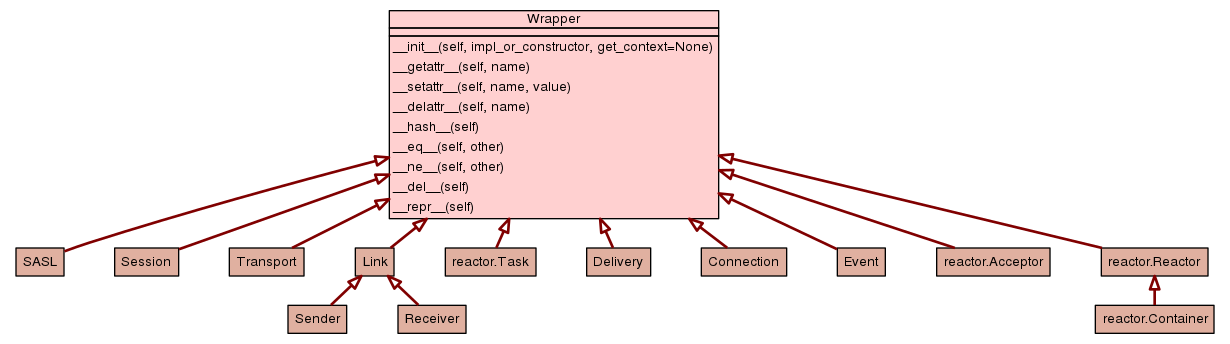 Wrapper
__init__(self, impl_or_constructor, get_context=None)
__getattr__(self, name)
__setattr__(self, name, value)
__delattr__(self, name)
__hash__(self)
__eq__(self, other)
__ne__(self, other)
__del__(self)
__repr__(self)
SASL
Session
Transport
Link
reactor.Task
Delivery
Connection
Event
reactor.Acceptor
reactor.Reactor
Sender
Receiver
reactor.Container